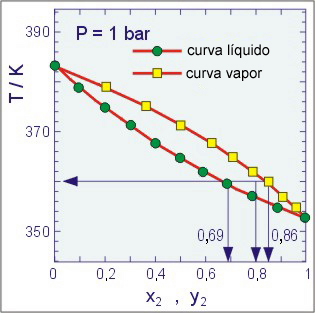 P = 1 bar
curva líquido
curva vapor
T / K
390
370
350
0,69
0,86
0
0,2
0,4
0,6
0,8
1
x2 , y2